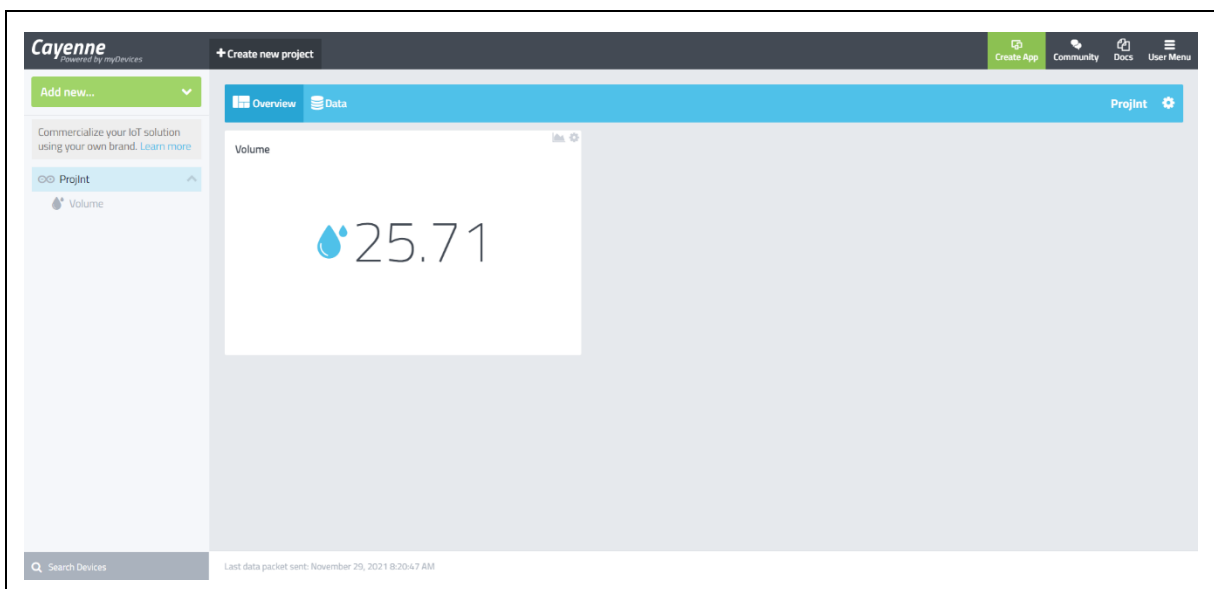 Cayenne
Powered by myDevices
Create new project
Create App
Community
Docs
User Menu
Add new...
Overview
Data
ProjInt
Commercialize your IoT solution
using your own brand. Learn more
ProjInt
Volume
Volume
25.71
Search Devices
Last data packet sent: November 29, 2021 8:20:47 AM